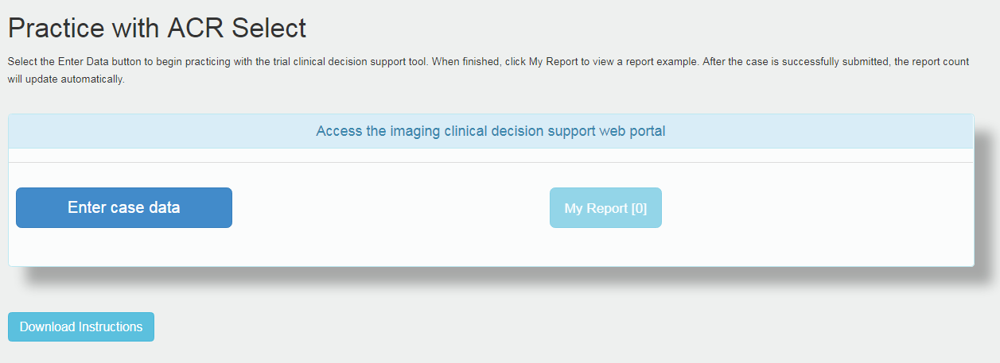 Practice with ACR Select
Select the Enter Data button to begin practicing with the trial clinical decision support tool. When finished, click My Report to view a report example. After the case is successfully submitted, the report count
will update automatically.
Access the imaging clinical decision support web portal
Enter case data
My Report [0]
Download Instructions